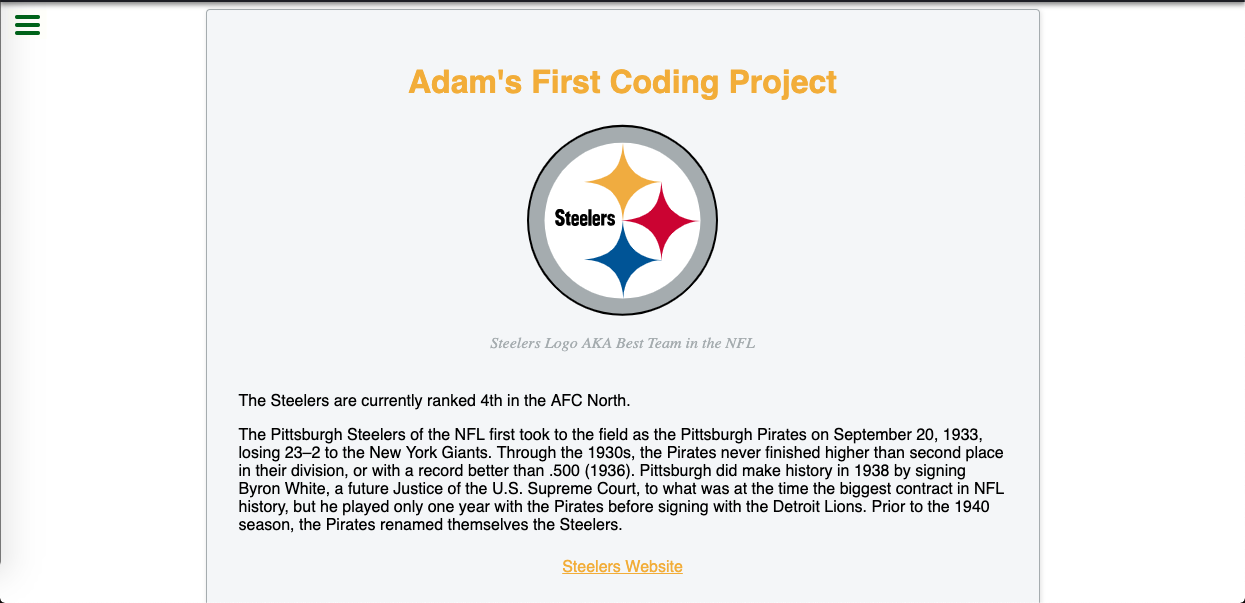 Adam's First Coding Project
Steelers
Steelers Logo AKA Best Team in the NFL
The Steelers are currently ranked 4th in the AFC North.
The Pittsburgh Steelers of the NFL first took to the field as the Pittsburgh Pirates on September 20, 1933,
losing 23–2 to the New York Giants. Through the 1930s, the Pirates never finished higher than second place
in their division, or with a record better than .500 (1936). Pittsburgh did make history in 1938 by signing
Byron White, a future Justice of the U.S. Supreme Court, to what was at the time the biggest contract in NFL
history, but he played only one year with the Pirates before signing with the Detroit Lions. Prior to the 1940
season, the Pirates renamed themselves the Steelers.
Steelers Website